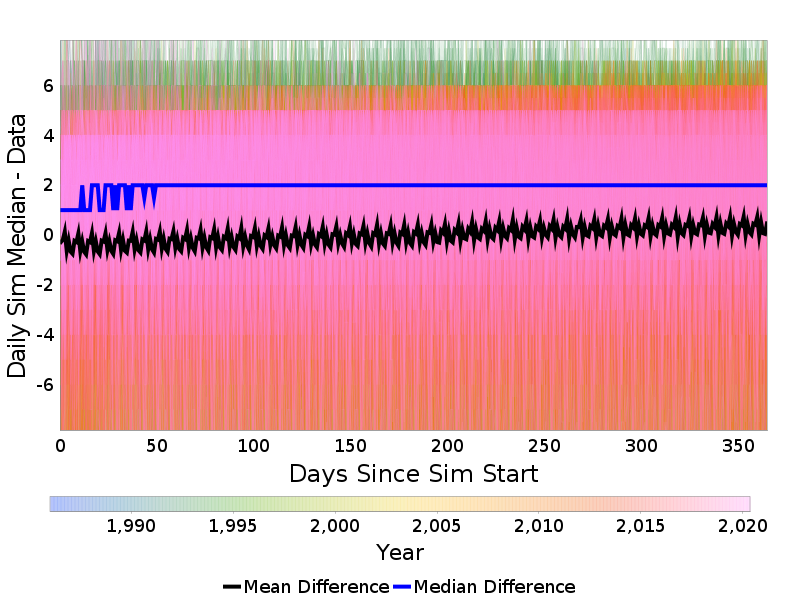 Daily Sim Median - Data
6
4
2
0
-2
-4
-6
0 50 100 150 200 250 300 350
Days Since Sim Start
1,990 1,995 2,000 2,005 2,010 2,015 2,020
Year
Mean Difference Median Difference